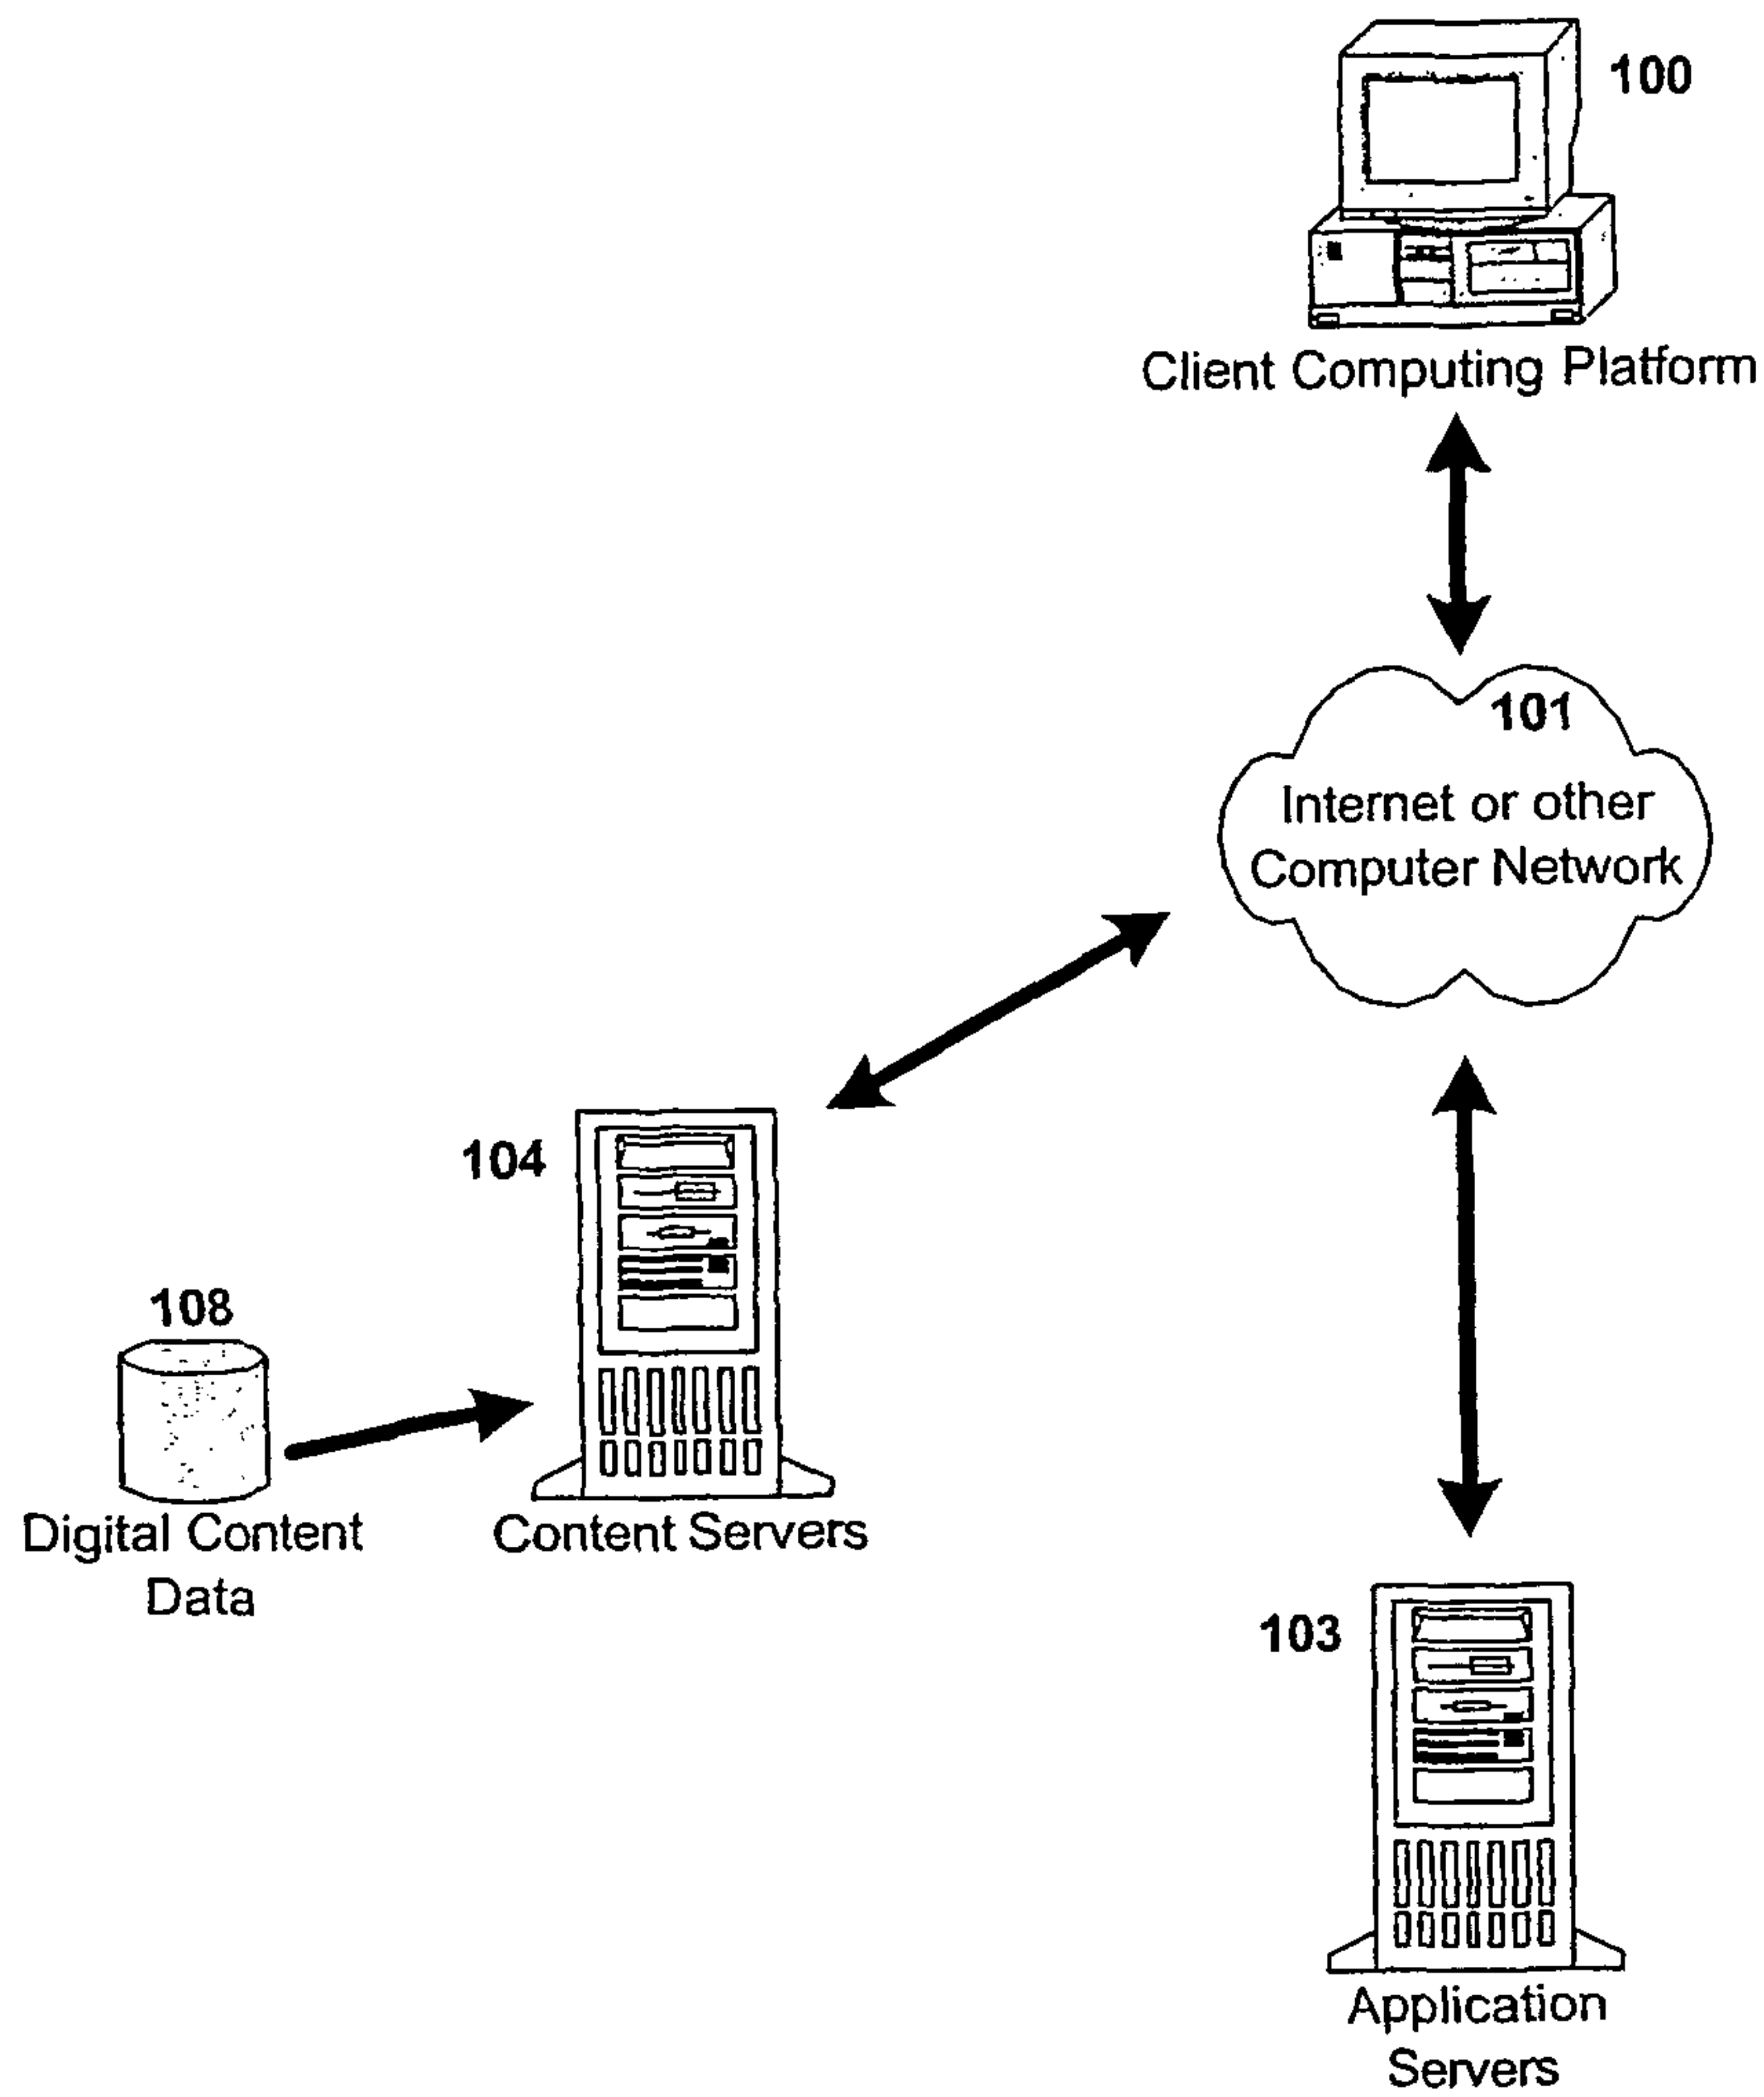 100
Client Computing Platform
101
Internet or other
Computer Network
104
108
Digital Content
Data
Content Servers
103
Application
Servers